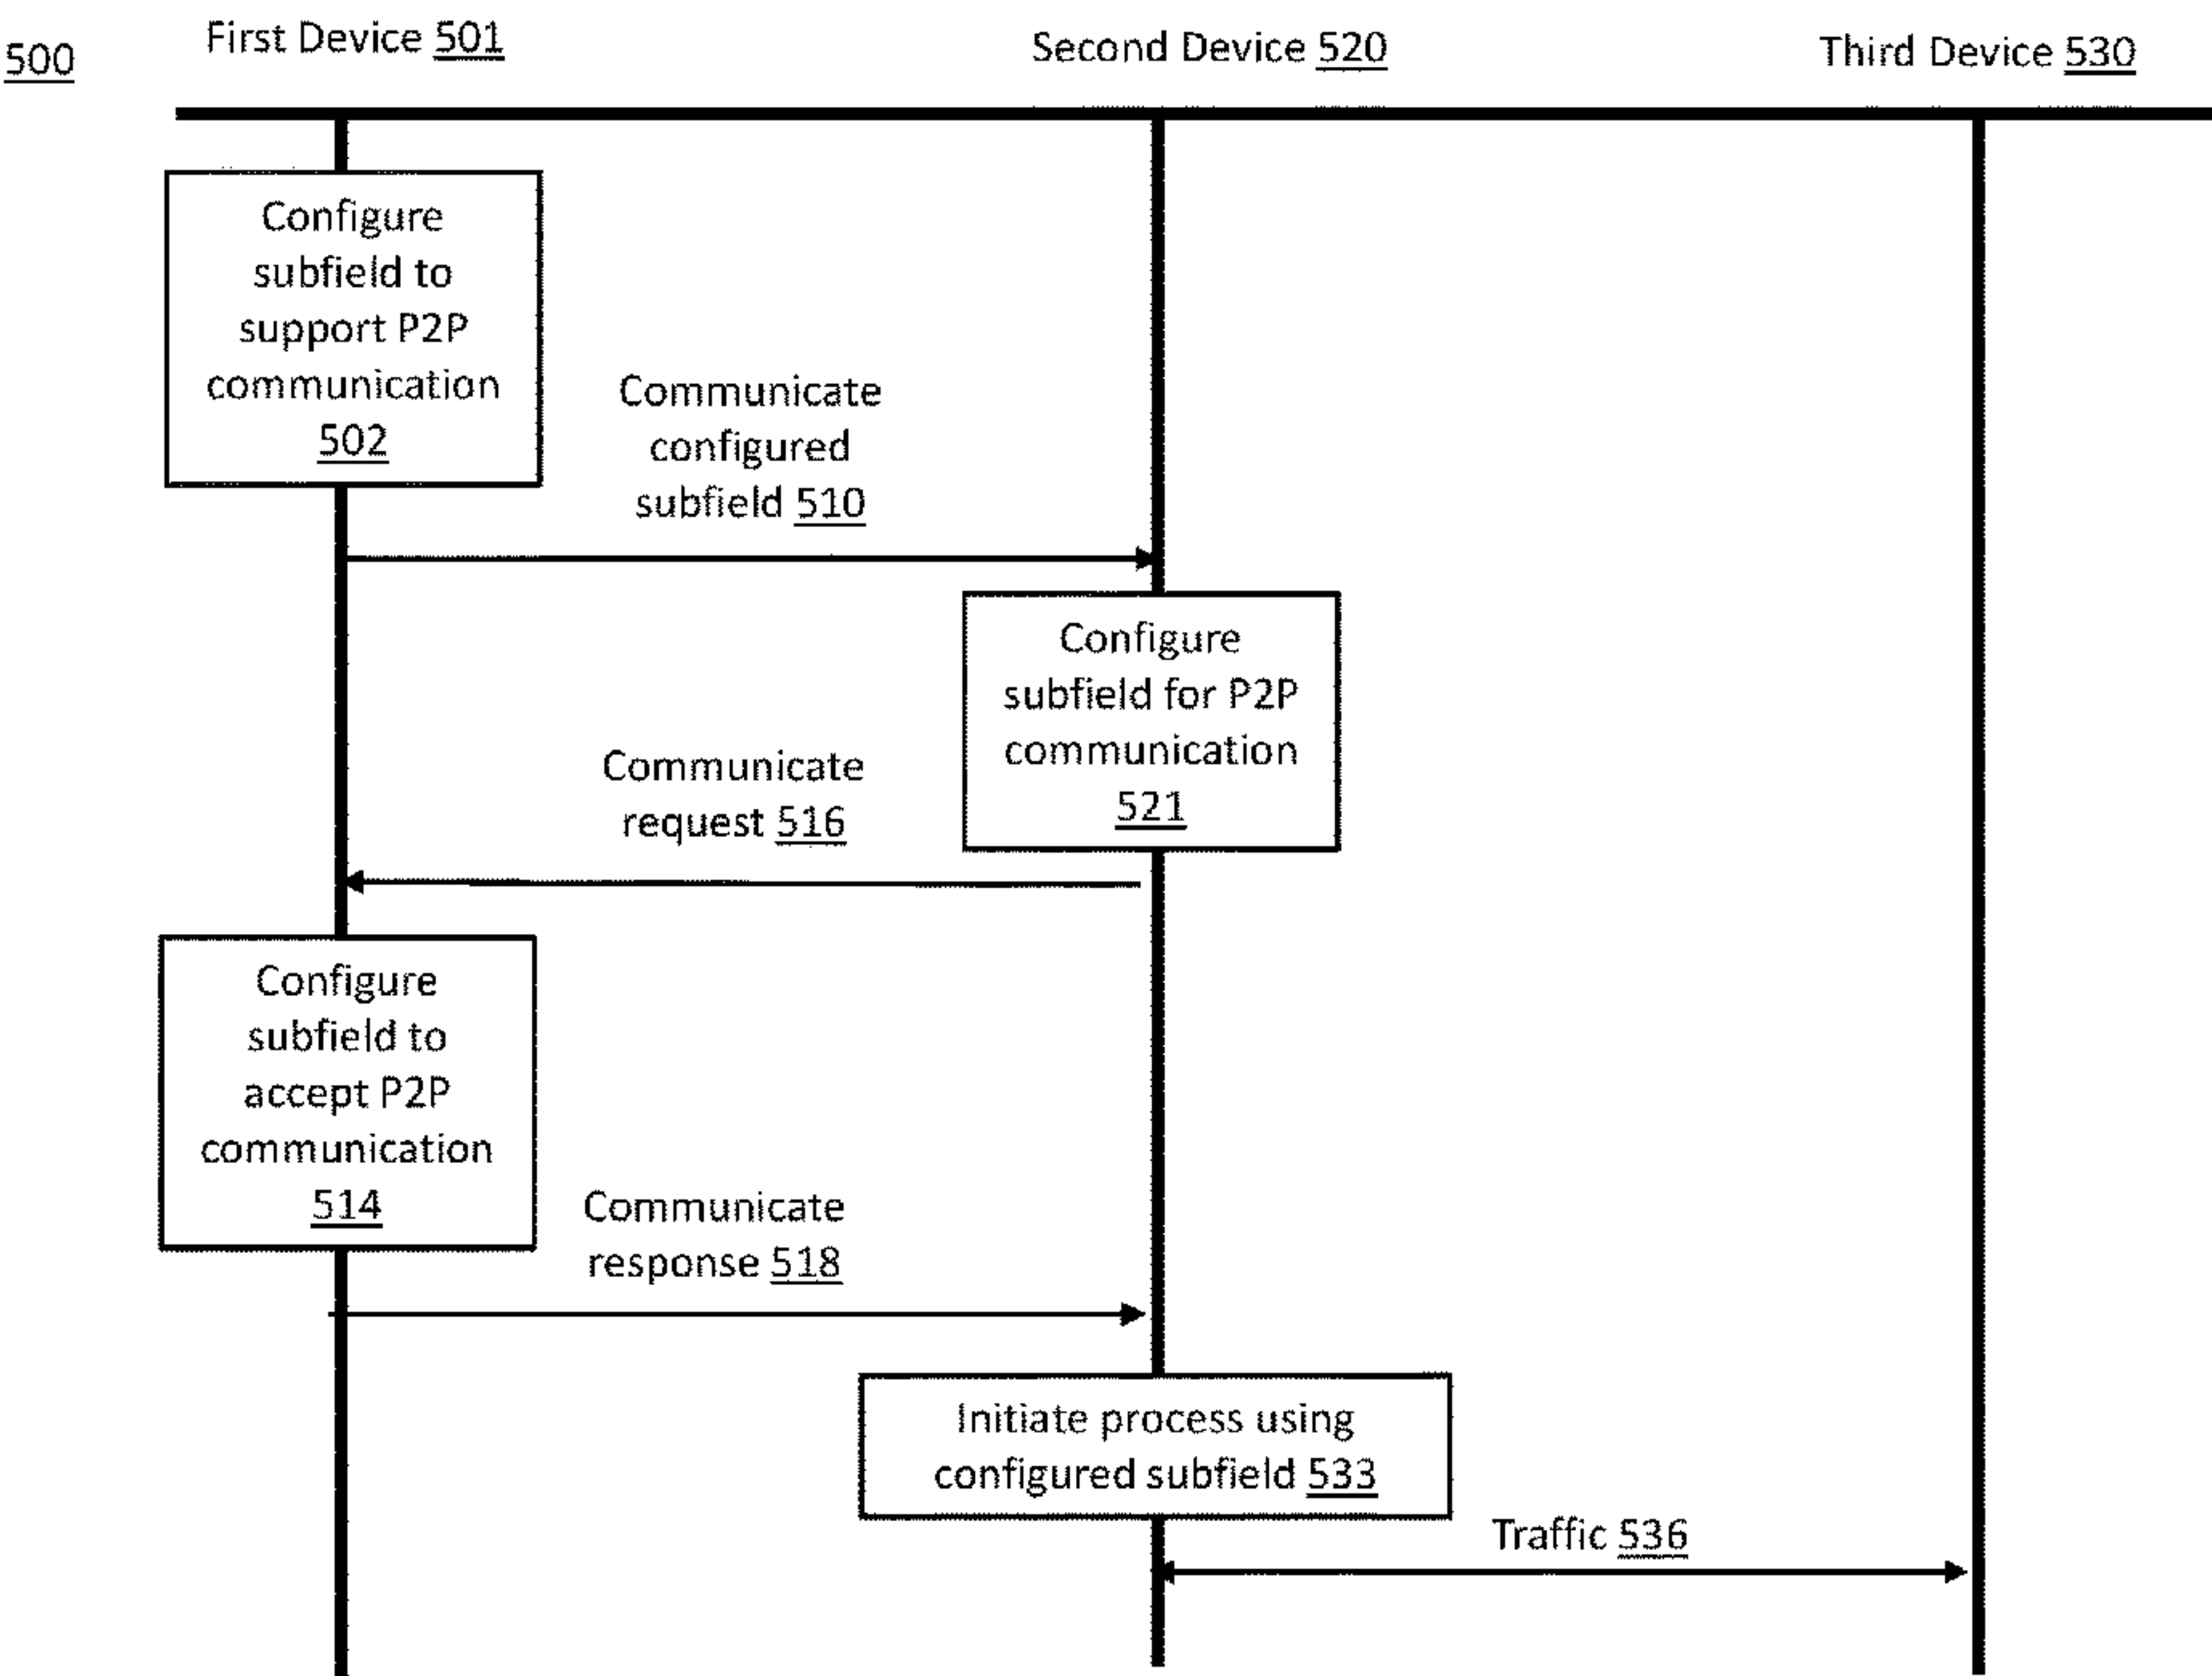 500
First Device 501
Second Device 520
Third Device 530
Configure
subfield to
support P2P
communication
502
Communicate
configured
subfield 510
Configure
subfield for P2P
communication
521
Communicate
request 516
Configure
subfield to
accept P2P
communication
514
Communicate
response 518
Initiate process using
configured subfield 533
Traffic 536